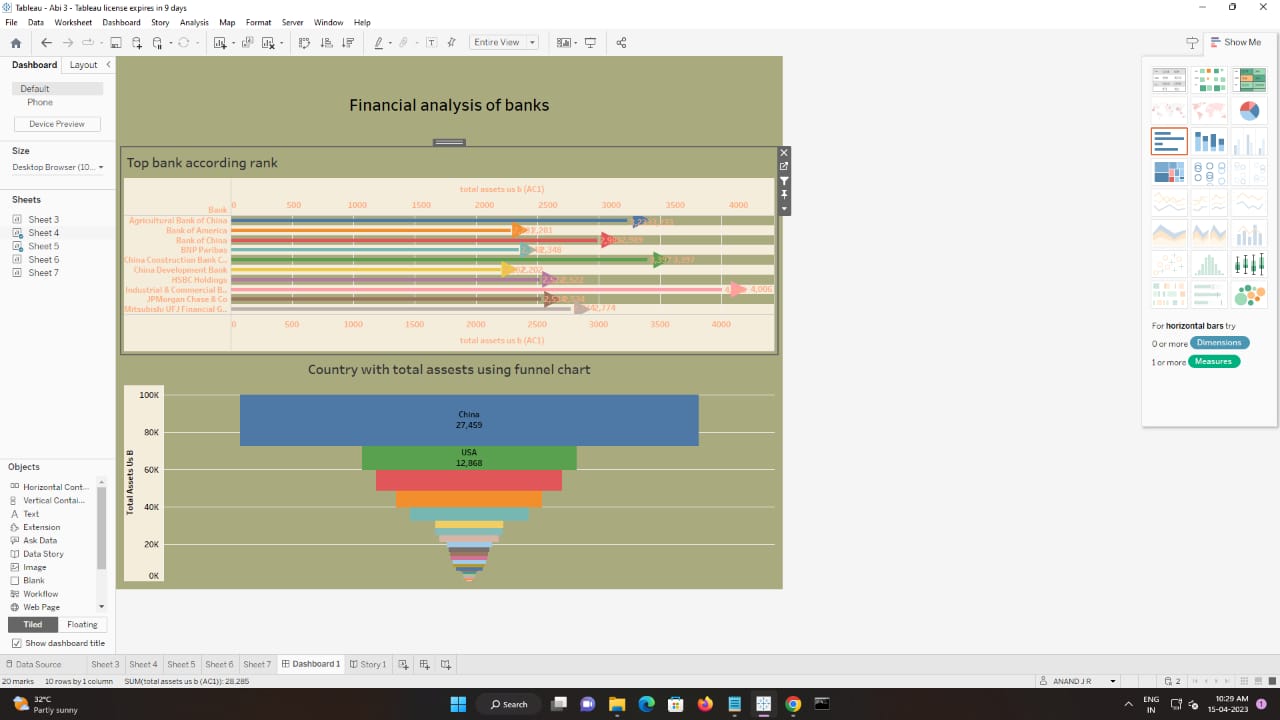 Tableau - Abi 3 - Tableau license expires in 9 days
File Data Worksheet Dashboard Story Analysis Map Format Server Window Help
Entire View
Show Me
Dashboard Layout
Default
Phone
Device Preview
Size
Desktop Browser (10...
Sheets
Sheet 3
Sheet 4
Sheet 5
Sheet 6
Sheet 7
Financial analysis of banks
Top bank according rank
total assets us b (AC1)
Bank
0 500 1000 1500 2000 2500 3000 3500 4000
Agricultural Bank of China
Bank of America
Bank of China
BNP Paribas
China Construction Bank C..
China Development Bank
HSBC Holdings
Industrial & Commercial B.. 4,006
JPMorgan Chase & Co
Mitsubishi UFJ Financial G..
0 500 1000 1500 2000 2500 3000 3500 4000
total assets us b (AC1)
Country with total assests using funnel chart
Total Assets Us B
100K
80K
60K
40K
20K
0K
China
27,459
USA
12,868
For horizontal bars try
0 or more Dimensions
1 or more Measures
Objects
Horizontal Cont...
Vertical Contai...
Text
Extension
Ask Data
Data Story
Image
Blank
Workflow
Web Page
Tiled Floating
Show dashboard title
Data Source Sheet 3 Sheet 4 Sheet 5 Sheet 6 Sheet 7 Dashboard 1 Story 1
20 marks 10 rows by 1 column SUM(total assets us b (AC1)): 28,285
ANAND J R
2
32°C
Partly sunny
Search
ENG
IN
10:29 AM
15-04-2023
1